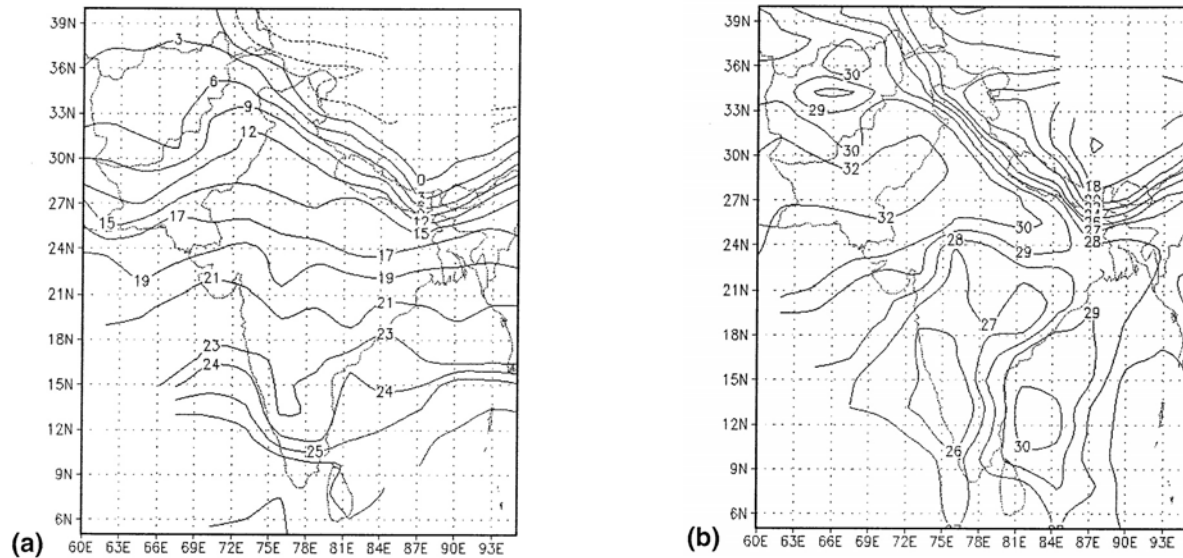 39N
36N
33N
30N
27N
24N
21N
18N
15N
12N
9N
6N
60E 63E 66E 69E 72E 75E 78E 81E 84E 87E 90E 93E
3
6
9
12
0
3
12
15
15
17
17
19
19
21
21
23
23
24
24
25
(a)
39N
36N
33N
30N
27N
24N
21N
18N
15N
12N
9N
6N
60E 63E 66E 69E 72E 75E 78E 81E 84E 87E 90E 93E
30
29
30
32
32
18
27
28
30
28
29
27
29
26
30
(b)